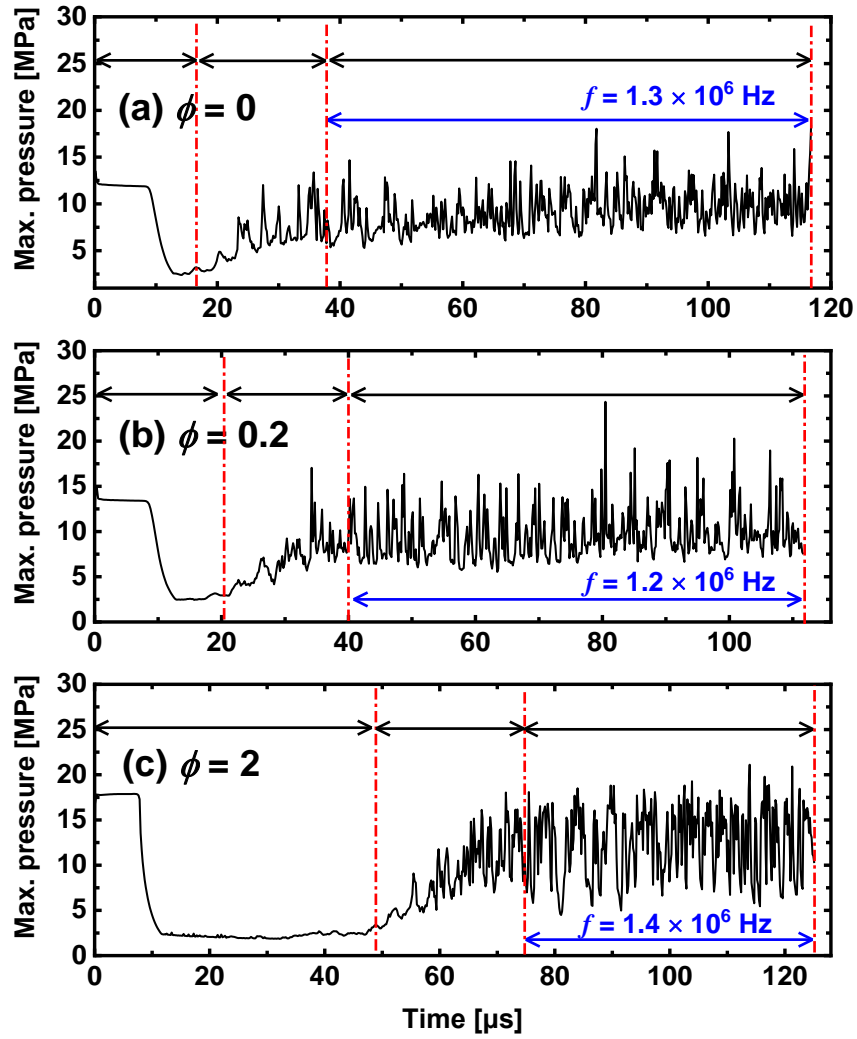 Max. pressure [MPa]
30
25
20
15
10
5
(a) ϕ = 0
f = 1.3 × 10⁶ Hz
0 20 40 60 80 100 120
Max. pressure [MPa]
30
25
20
15
10
5
0
(b) ϕ = 0.2
f = 1.2 × 10⁶ Hz
0 20 40 60 80 100
Max. pressure [MPa]
30
25
20
15
10
5
0
(c) ϕ = 2
f = 1.4 × 10⁶ Hz
0 20 40 60 80 100 120
Time [μs]